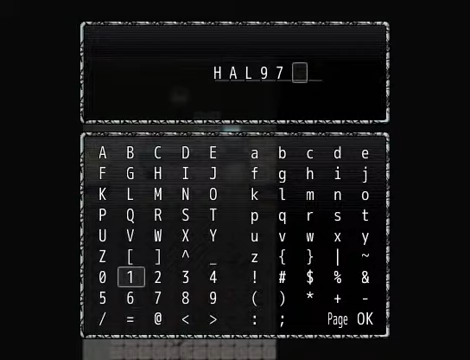 HAL97
A B C D E a b c d e
F G H I J f g h i j
K L M N O k l m n o
P Q R S T p q r s t
U V W X Y u v w x y
Z [ ] ^ _ z { } | ~
0 1 2 3 4 ! # $ % &
5 6 7 8 9 ( ) * + -
/ = @ < > : ; Page OK